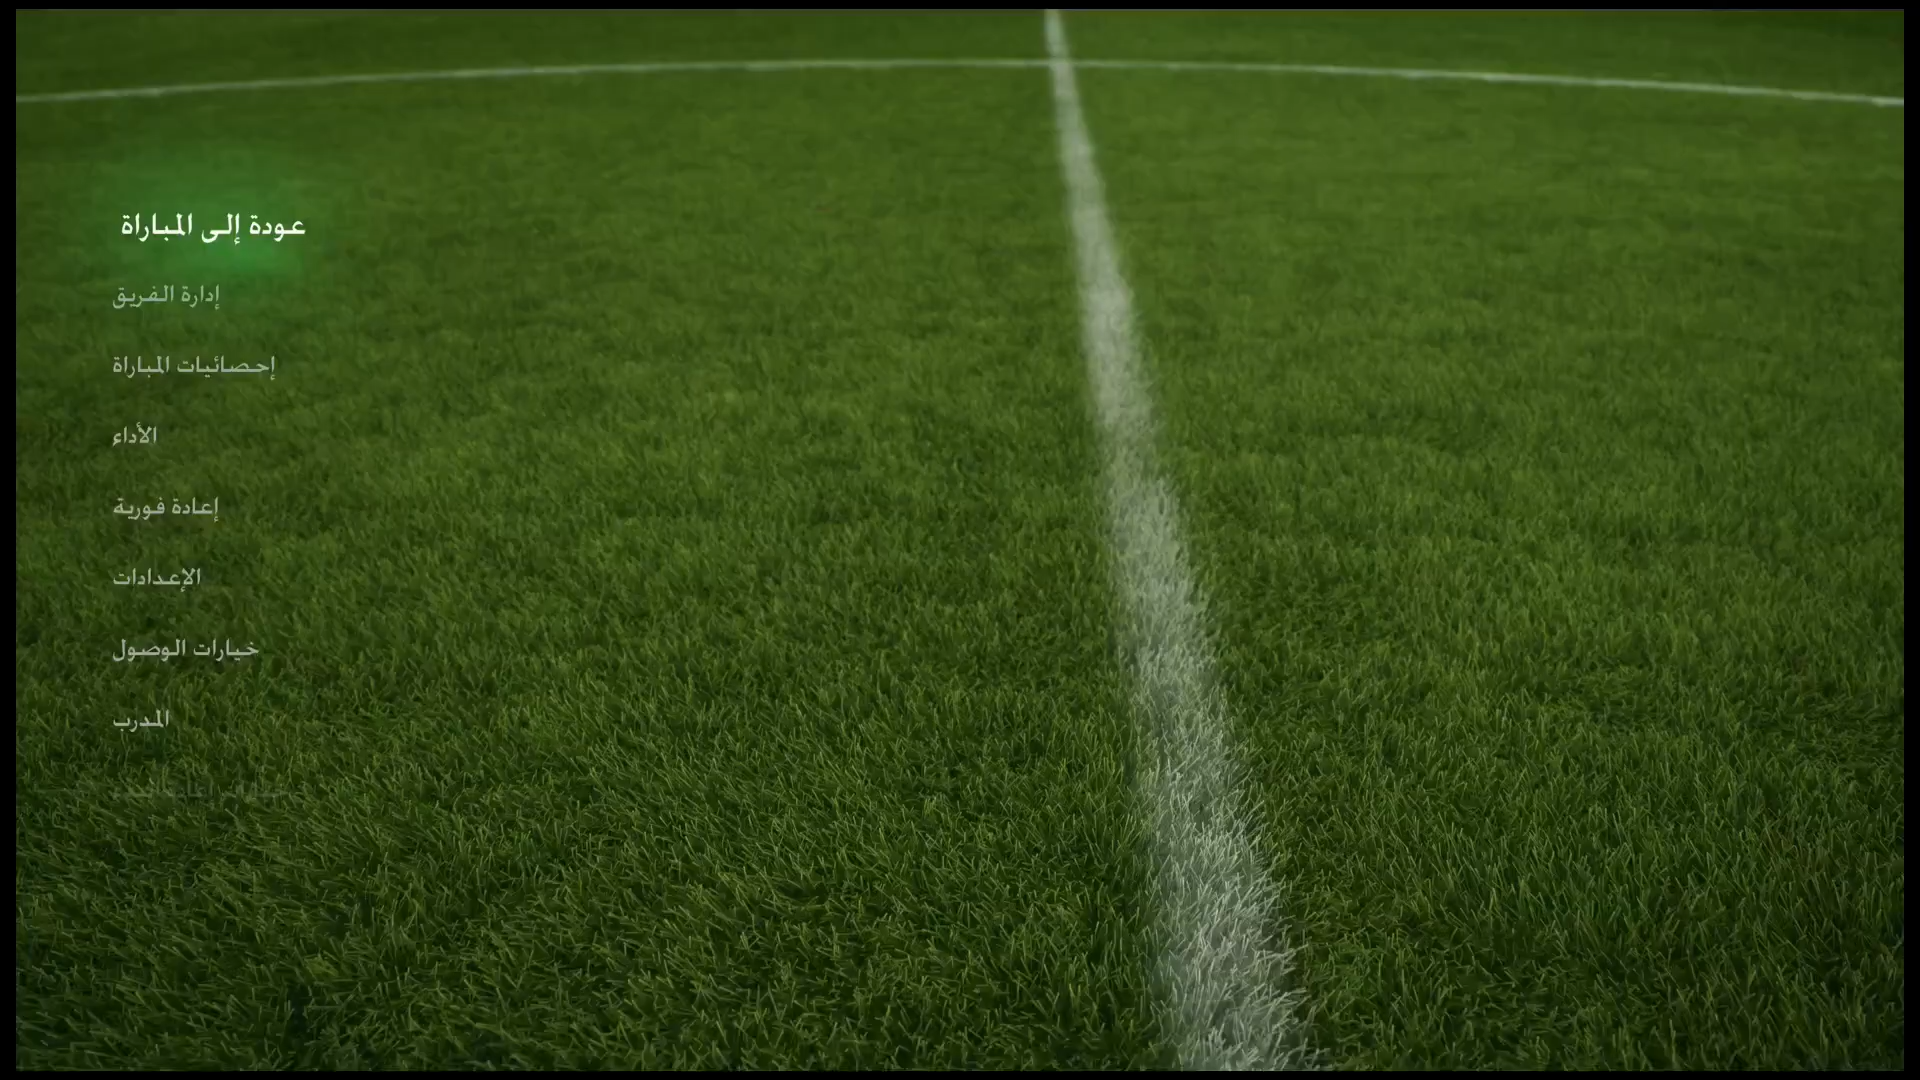 عودة إلى المباراة
إدارة الفريق
إحصائيات المباراة
الأداء
إعادة فورية
الإعدادات
خيارات الوصول
المدرب